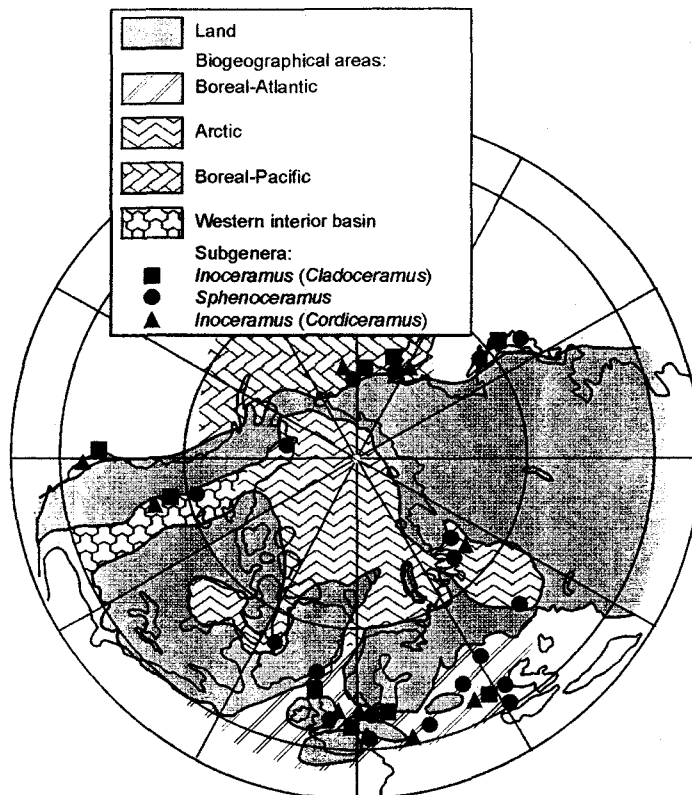 Land
Biogeographical areas:
Boreal-Atlantic
Arctic
Boreal-Pacific
Western interior basin
Subgenera:
Inoceramus (Cladoceramus)
Sphenoceramus
Inoceramus (Cordiceramus)